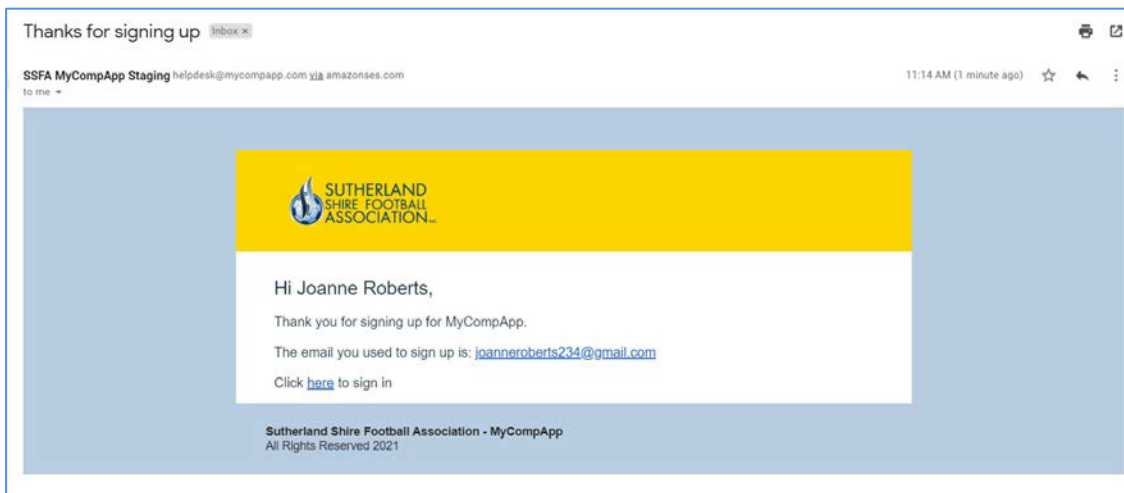 Thanks for signing up Inbox ×
SSFA MyCompApp Staging helpdesk@mycompapp.com via amazonses.com 11:14 AM (1 minute ago)
to me
SUTHERLAND
SHIRE FOOTBALL
ASSOCIATION INC
Hi Joanne Roberts,
Thank you for signing up for MyCompApp.
The email you used to sign up is: joanneroberts234@gmail.com
Click here to sign in
Sutherland Shire Football Association - MyCompApp
All Rights Reserved 2021